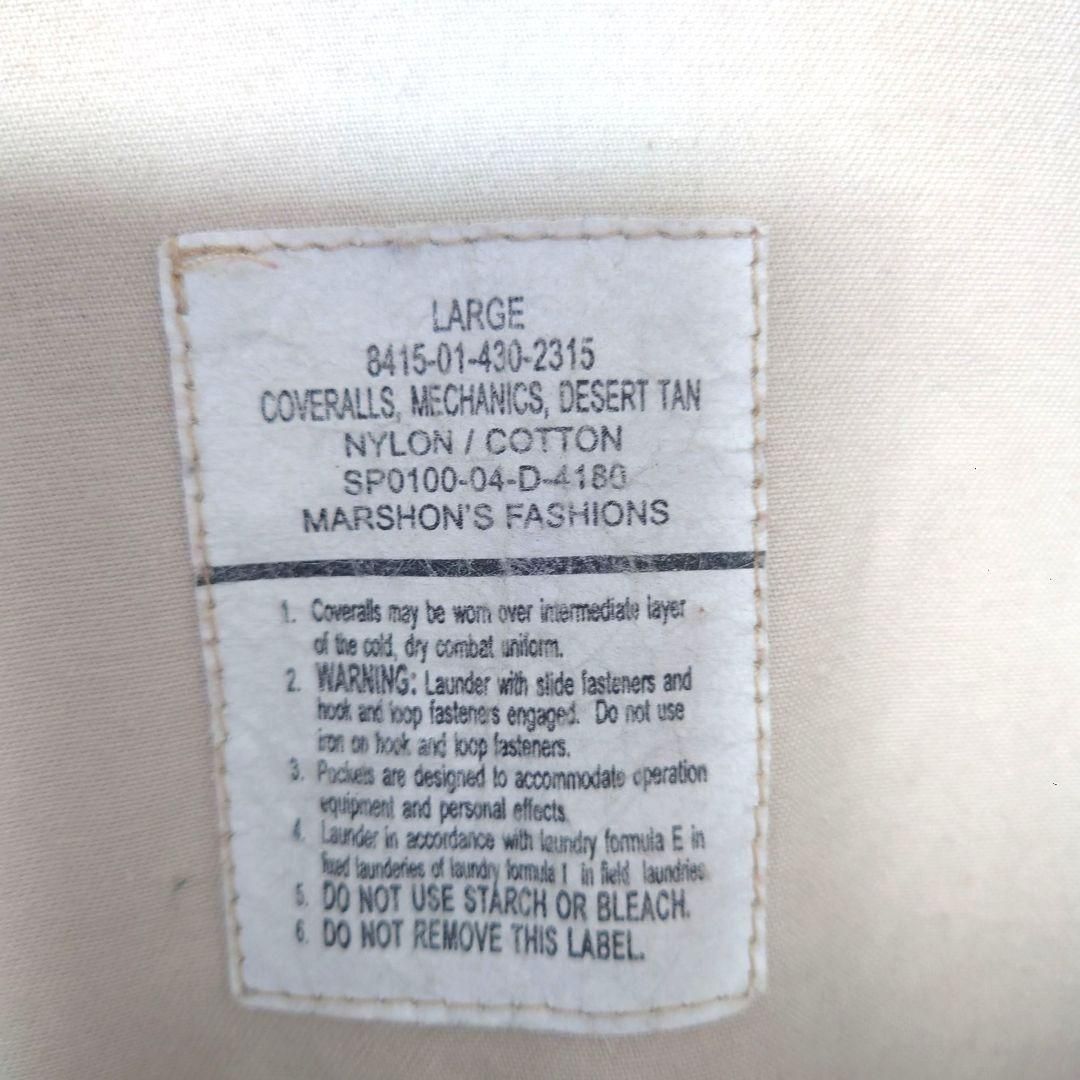 LARGE
8415-01-430-2315
COVERALLS, MECHANICS, DESERT TAN
NYLON / COTTON
SP0100-04-D-4180
MARSHON'S FASHIONS
1. Coveralls may be worn over intermediate layer
of the cold, dry combat uniform.
2. WARNING: Launder with slide fasteners and
hook and loop fasteners engaged. Do not use
iron on hook and loop fasteners.
3. Pockets are designed to accommodate operation
equipment and personal effects.
4. Launder in accordance with laundry formula E in
fixed launderies of laundry formula I in field laundries.
5. DO NOT USE STARCH OR BLEACH.
6. DO NOT REMOVE THIS LABEL.